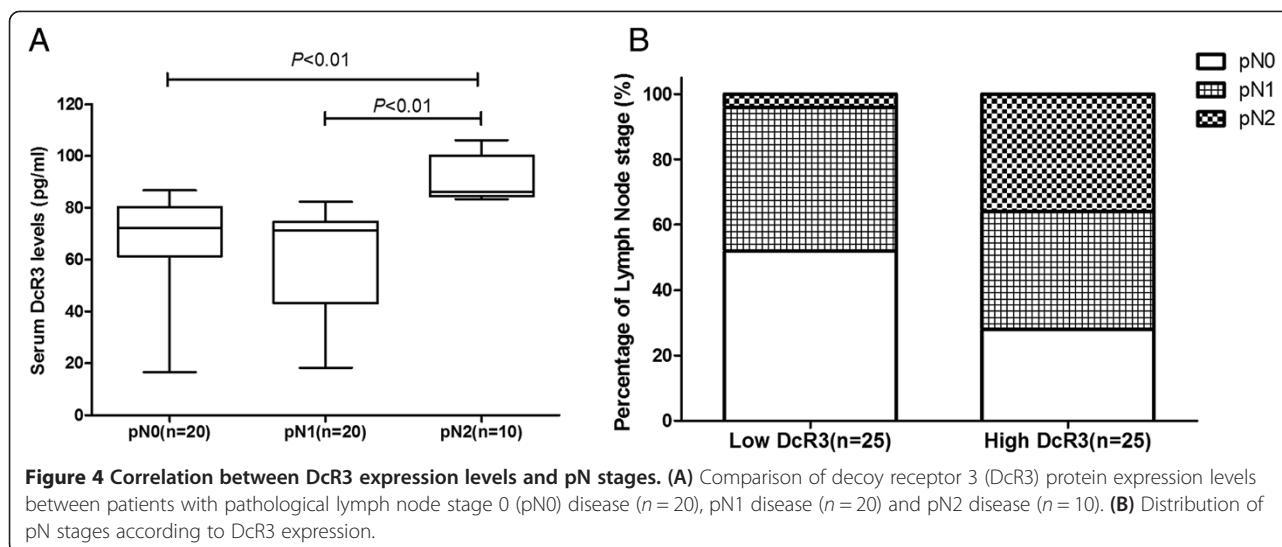 A
P<0.01
P<0.01
Serum DcR3 levels (pg/ml)
120
100
80
60
40
20
0
pN0(n=20)
pN1(n=20)
pN2(n=10)
B
Percentage of Lymph Node stage (%)
100
80
60
40
20
0
Low DcR3(n=25)
High DcR3(n=25)
pN0
pN1
pN2
Figure 4 Correlation between DcR3 expression levels and pN stages. (A) Comparison of decoy receptor 3 (DcR3) protein expression levels
between patients with pathological lymph node stage 0 (pN0) disease (n = 20), pN1 disease (n = 20) and pN2 disease (n = 10). (B) Distribution of
pN stages according to DcR3 expression.